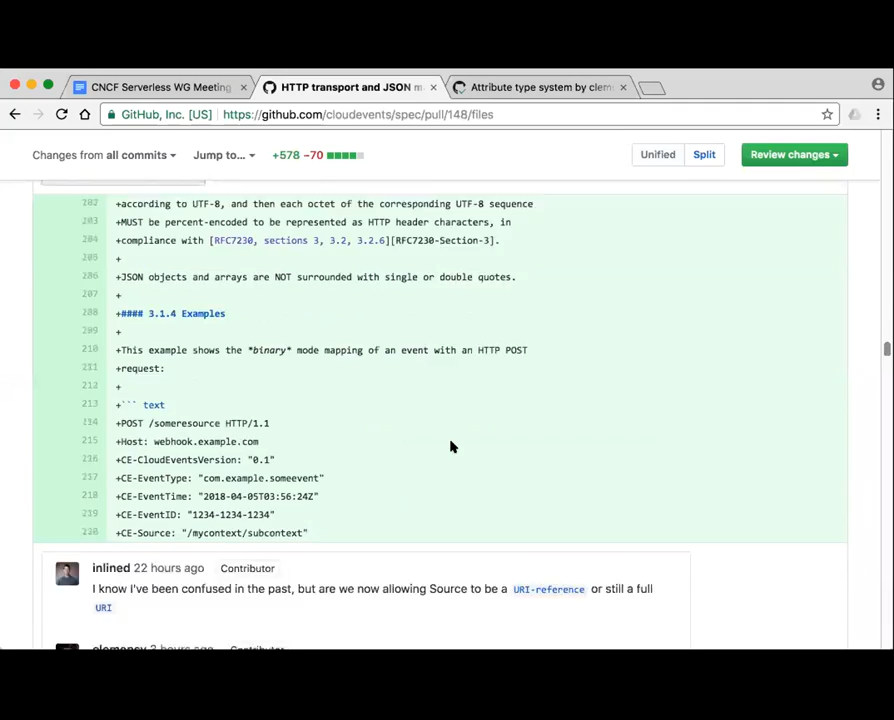 CNCF Serverless WG Meeting
HTTP transport and JSON m
Attribute type system by clem
GitHub, Inc. [US]
https://github.com/cloudevents/spec/pull/148/files
Changes from all commits
Jump to...
+578 −70
Unified
Split
Review changes
202 +according to UTF-8, and then each octet of the corresponding UTF-8 sequence
203 +MUST be percent-encoded to be represented as HTTP header characters, in
204 +compliance with [RFC7230, sections 3, 3.2, 3.2.6][RFC7230-Section-3].
205 +
206 +JSON objects and arrays are NOT surrounded with single or double quotes.
207 +
208 +#### 3.1.4 Examples
209 +
210 +This example shows the *binary* mode mapping of an event with an HTTP POST
211 +request:
212 +
213 +``` text
214 +POST /someresource HTTP/1.1
215 +Host: webhook.example.com
216 +CE-CloudEventsVersion: "0.1"
217 +CE-EventType: "com.example.someevent"
218 +CE-EventTime: "2018-04-05T03:56:24Z"
219 +CE-EventID: "1234-1234-1234"
220 +CE-Source: "/mycontext/subcontext"
inlined 22 hours ago
Contributor
I know I've been confused in the past, but are we now allowing Source to be a URI-reference or still a full
URI
clemensv
hours ago
Contributor